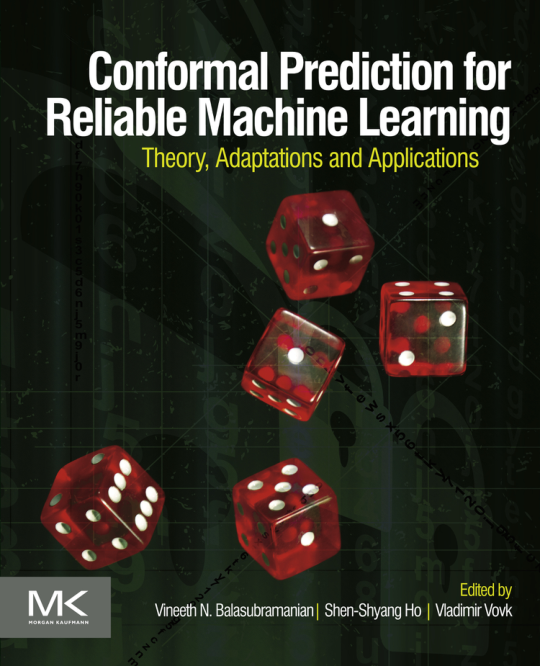 Conformal Prediction for
Reliable Machine Learning
Theory, Adaptations and Applications
Edited by
Vineeth N. Balasubramanian | Shen-Shyang Ho | Vladimir Vovk
MK
MORGAN KAUFMANN